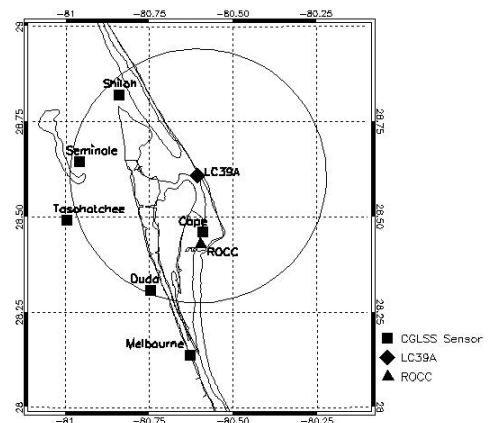 -81 -80.75 -80.50 -80.25
29 29
Shiloh
28.75 28.75
Seminole
LC39A
Tasohatchee
28.50 28.50
Cape
ROCC
Duda
28.25 28.25
Melbourne
CGLSS Sensor
LC39A
ROCC
28 28
-81 -80.75 -80.50 -80.25